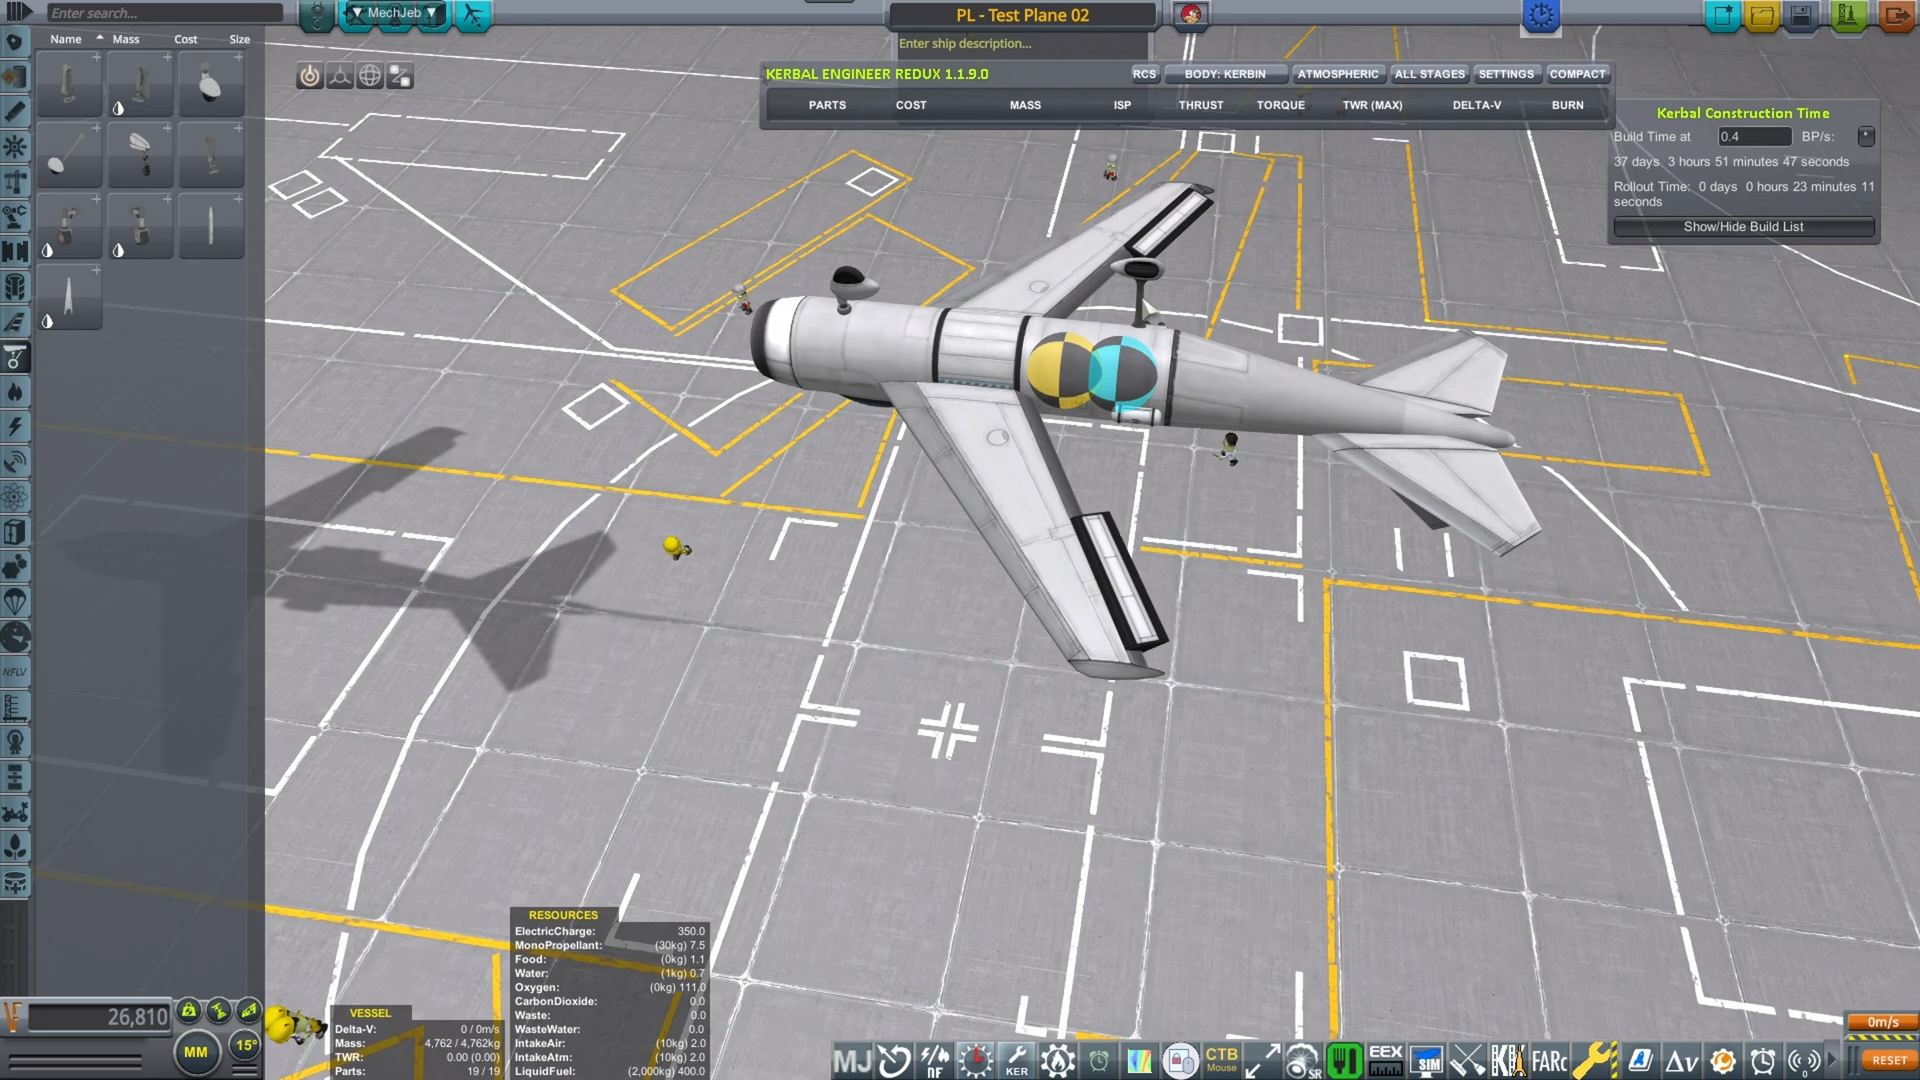 Enter search...
▼ MechJeb ▼
PL - Test Plane 02
Enter ship description...
Name Mass Cost Size
KERBAL ENGINEER REDUX 1.1.9.0
RCS BODY: KERBIN ATMOSPHERIC ALL STAGES SETTINGS COMPACT
PARTS COST MASS ISP THRUST TORQUE TWR (MAX) DELTA-V BURN
Kerbal Construction Time
Build Time at 0.4 BP/s: *
37 days 3 hours 51 minutes 47 seconds
Rollout Time: 0 days 0 hours 23 minutes 11
seconds
Show/Hide Build List
NFLV
26,810
MM
15°
VESSEL
Delta-V: 0 / 0m/s
Mass: 4,762 / 4,762kg
TWR: 0.00 (0.00)
Parts: 19 / 19
RESOURCES
ElectricCharge: 350.0
MonoPropellant: (30kg) 7.5
Food: (0kg) 1.1
Water: (1kg) 0.7
Oxygen: (0kg) 111.0
CarbonDioxide: 0.0
Waste: 0.0
WasteWater: 0.0
IntakeAir: (10kg) 2.0
IntakeAtm: (10kg) 2.0
LiquidFuel: (2,000kg) 400.0
MJ
NF
KER
CTB
Mouse
SR
EEX
SIM
FARc
Δv
0
0m/s
RESET